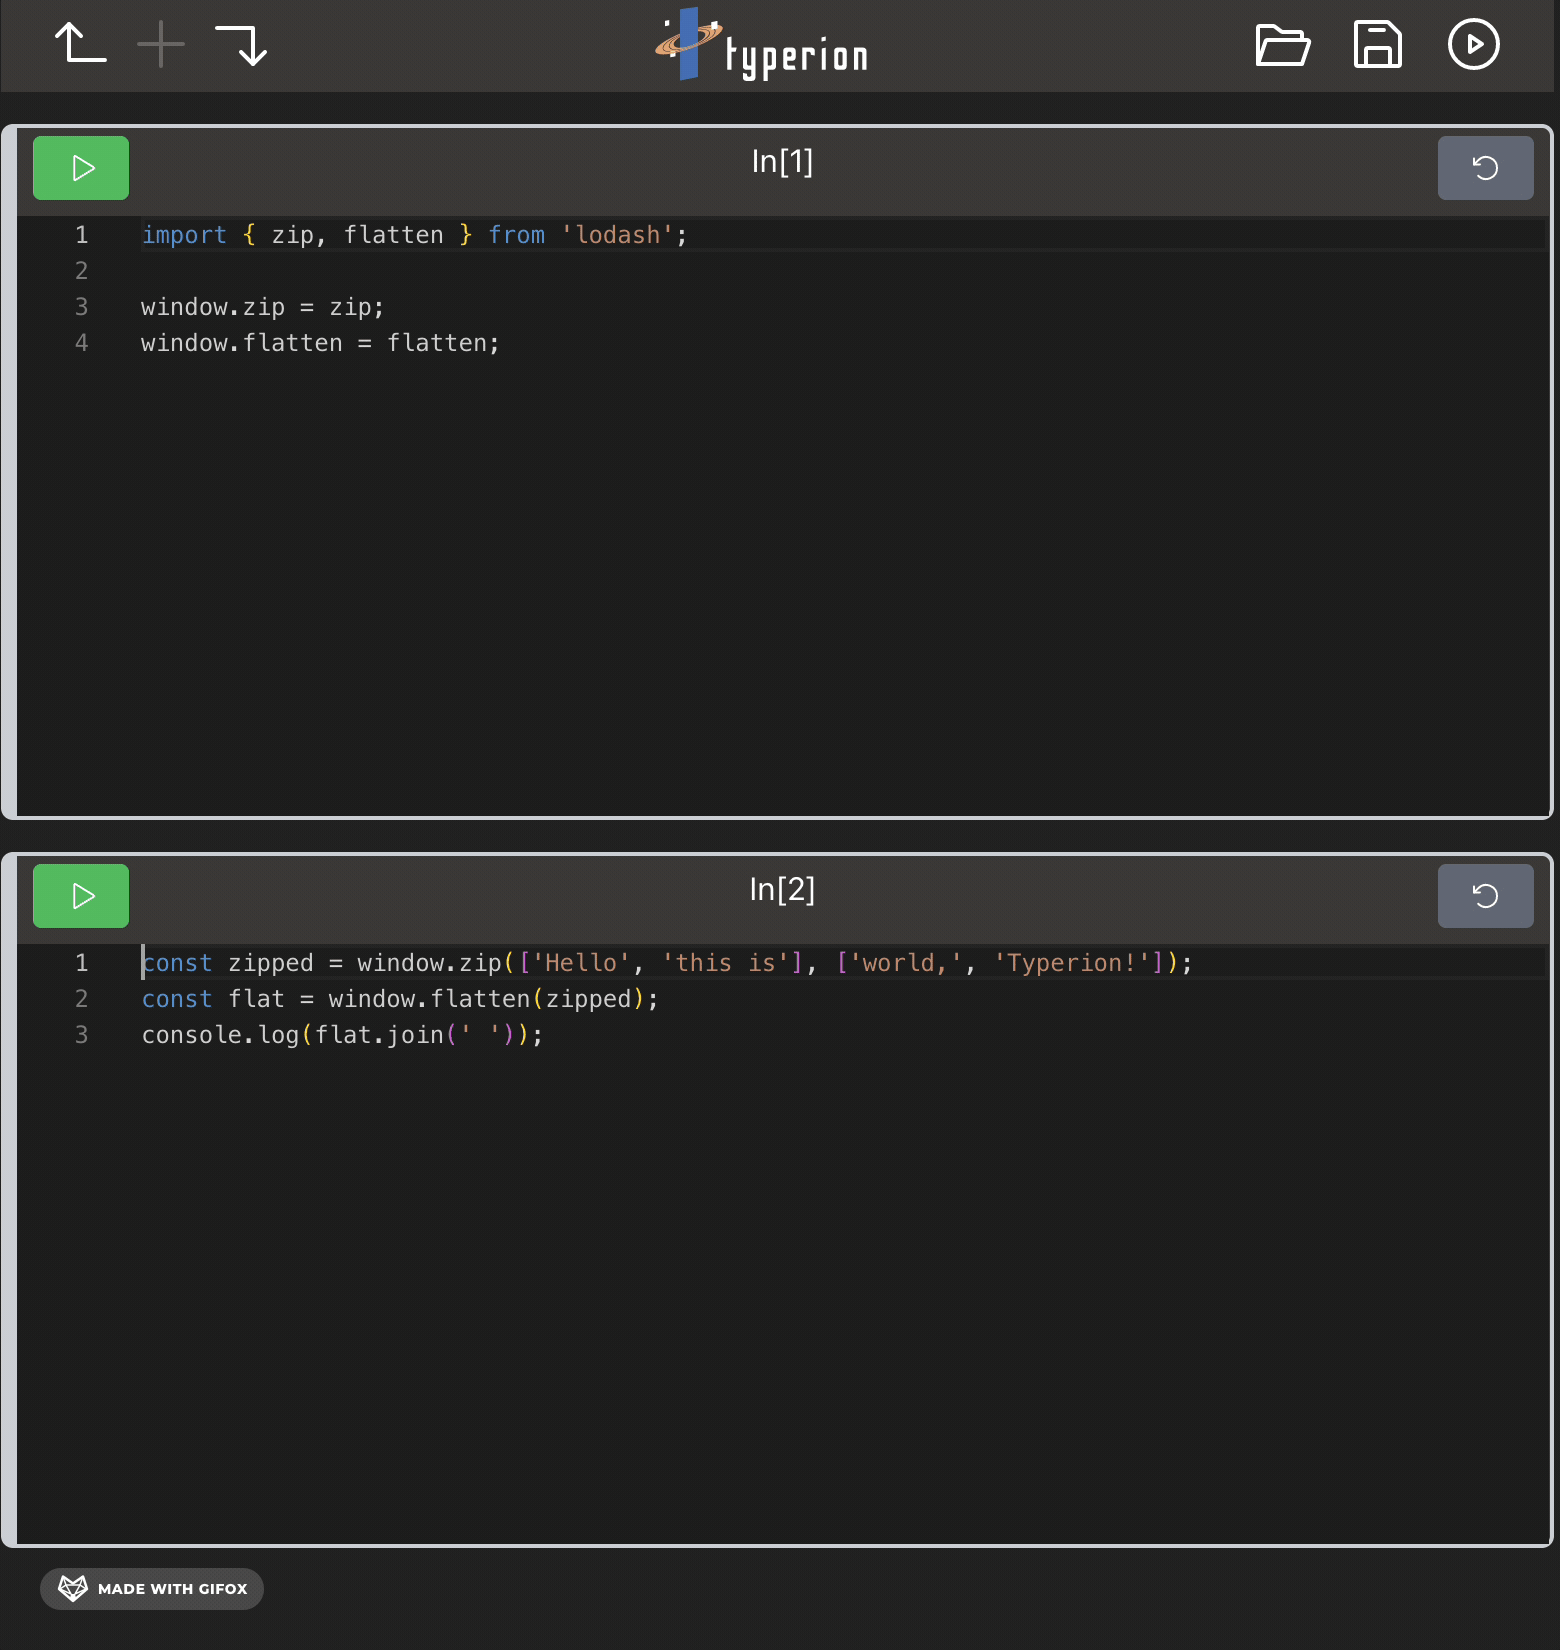 typerion
In[1]
1 import { zip, flatten } from 'lodash';
2
3 window.zip = zip;
4 window.flatten = flatten;
In[2]
1 const zipped = window.zip(['Hello', 'this is'], ['world,', 'Typerion!']);
2 const flat = window.flatten(zipped);
3 console.log(flat.join(' '));
MADE WITH GIFOX